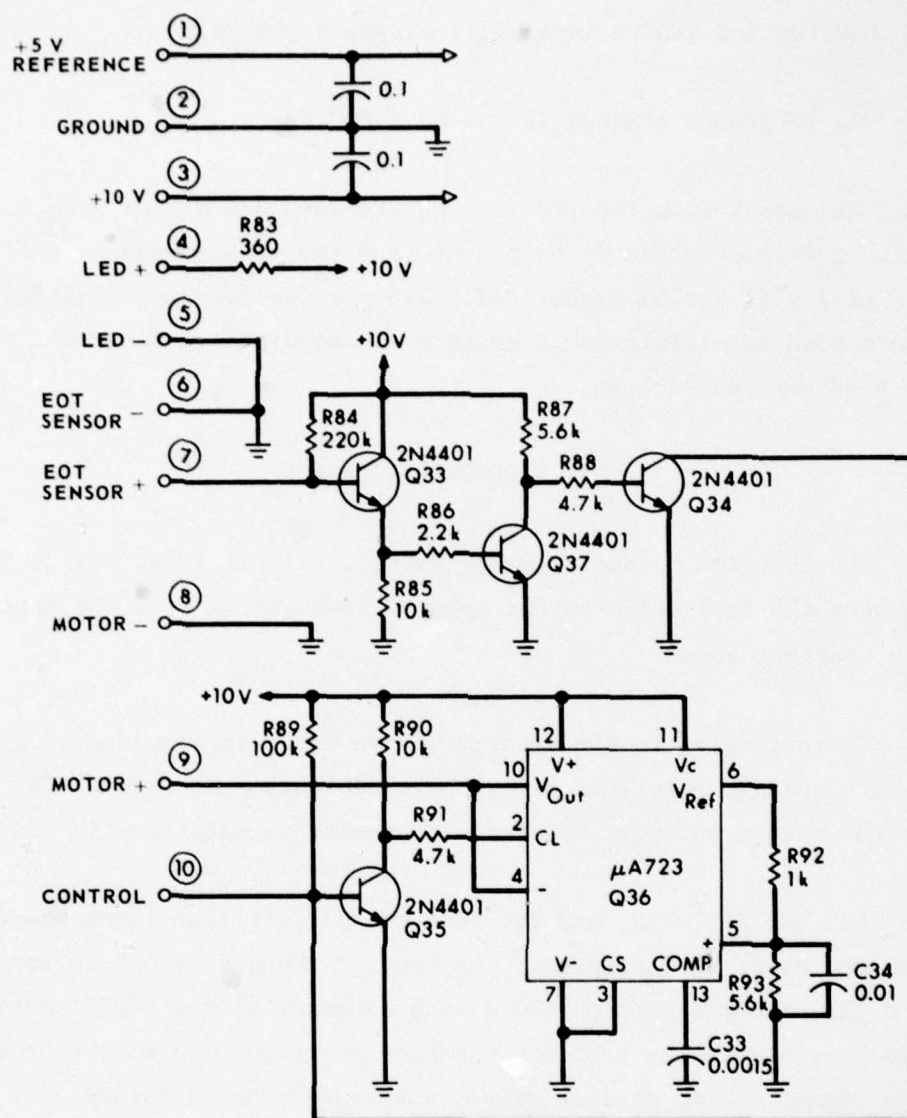 1
+5 V
REFERENCE
0.1
2
GROUND
0.1
3
+10 V
4
R83
360
LED +
+10 V
5
LED –
+10 V
6
EOT
SENSOR –
R84
220k
R87
5.6k
7
2N4401
Q33
R88
4.7k
2N4401
Q34
EOT
SENSOR +
R86
2.2k
2N4401
Q37
8
R85
10k
MOTOR –
+10 V
R89
100k
R90
10k
12
11
V+
Vc
9
MOTOR +
10
VOut
VRef
6
R91
4.7k
2
CL
µA723
Q36
R92
1k
10
CONTROL
4
-
2N4401
Q35
+
5
V-
CS
COMP
R93
5.6k
C34
0.01
7
3
13
C33
0.0015